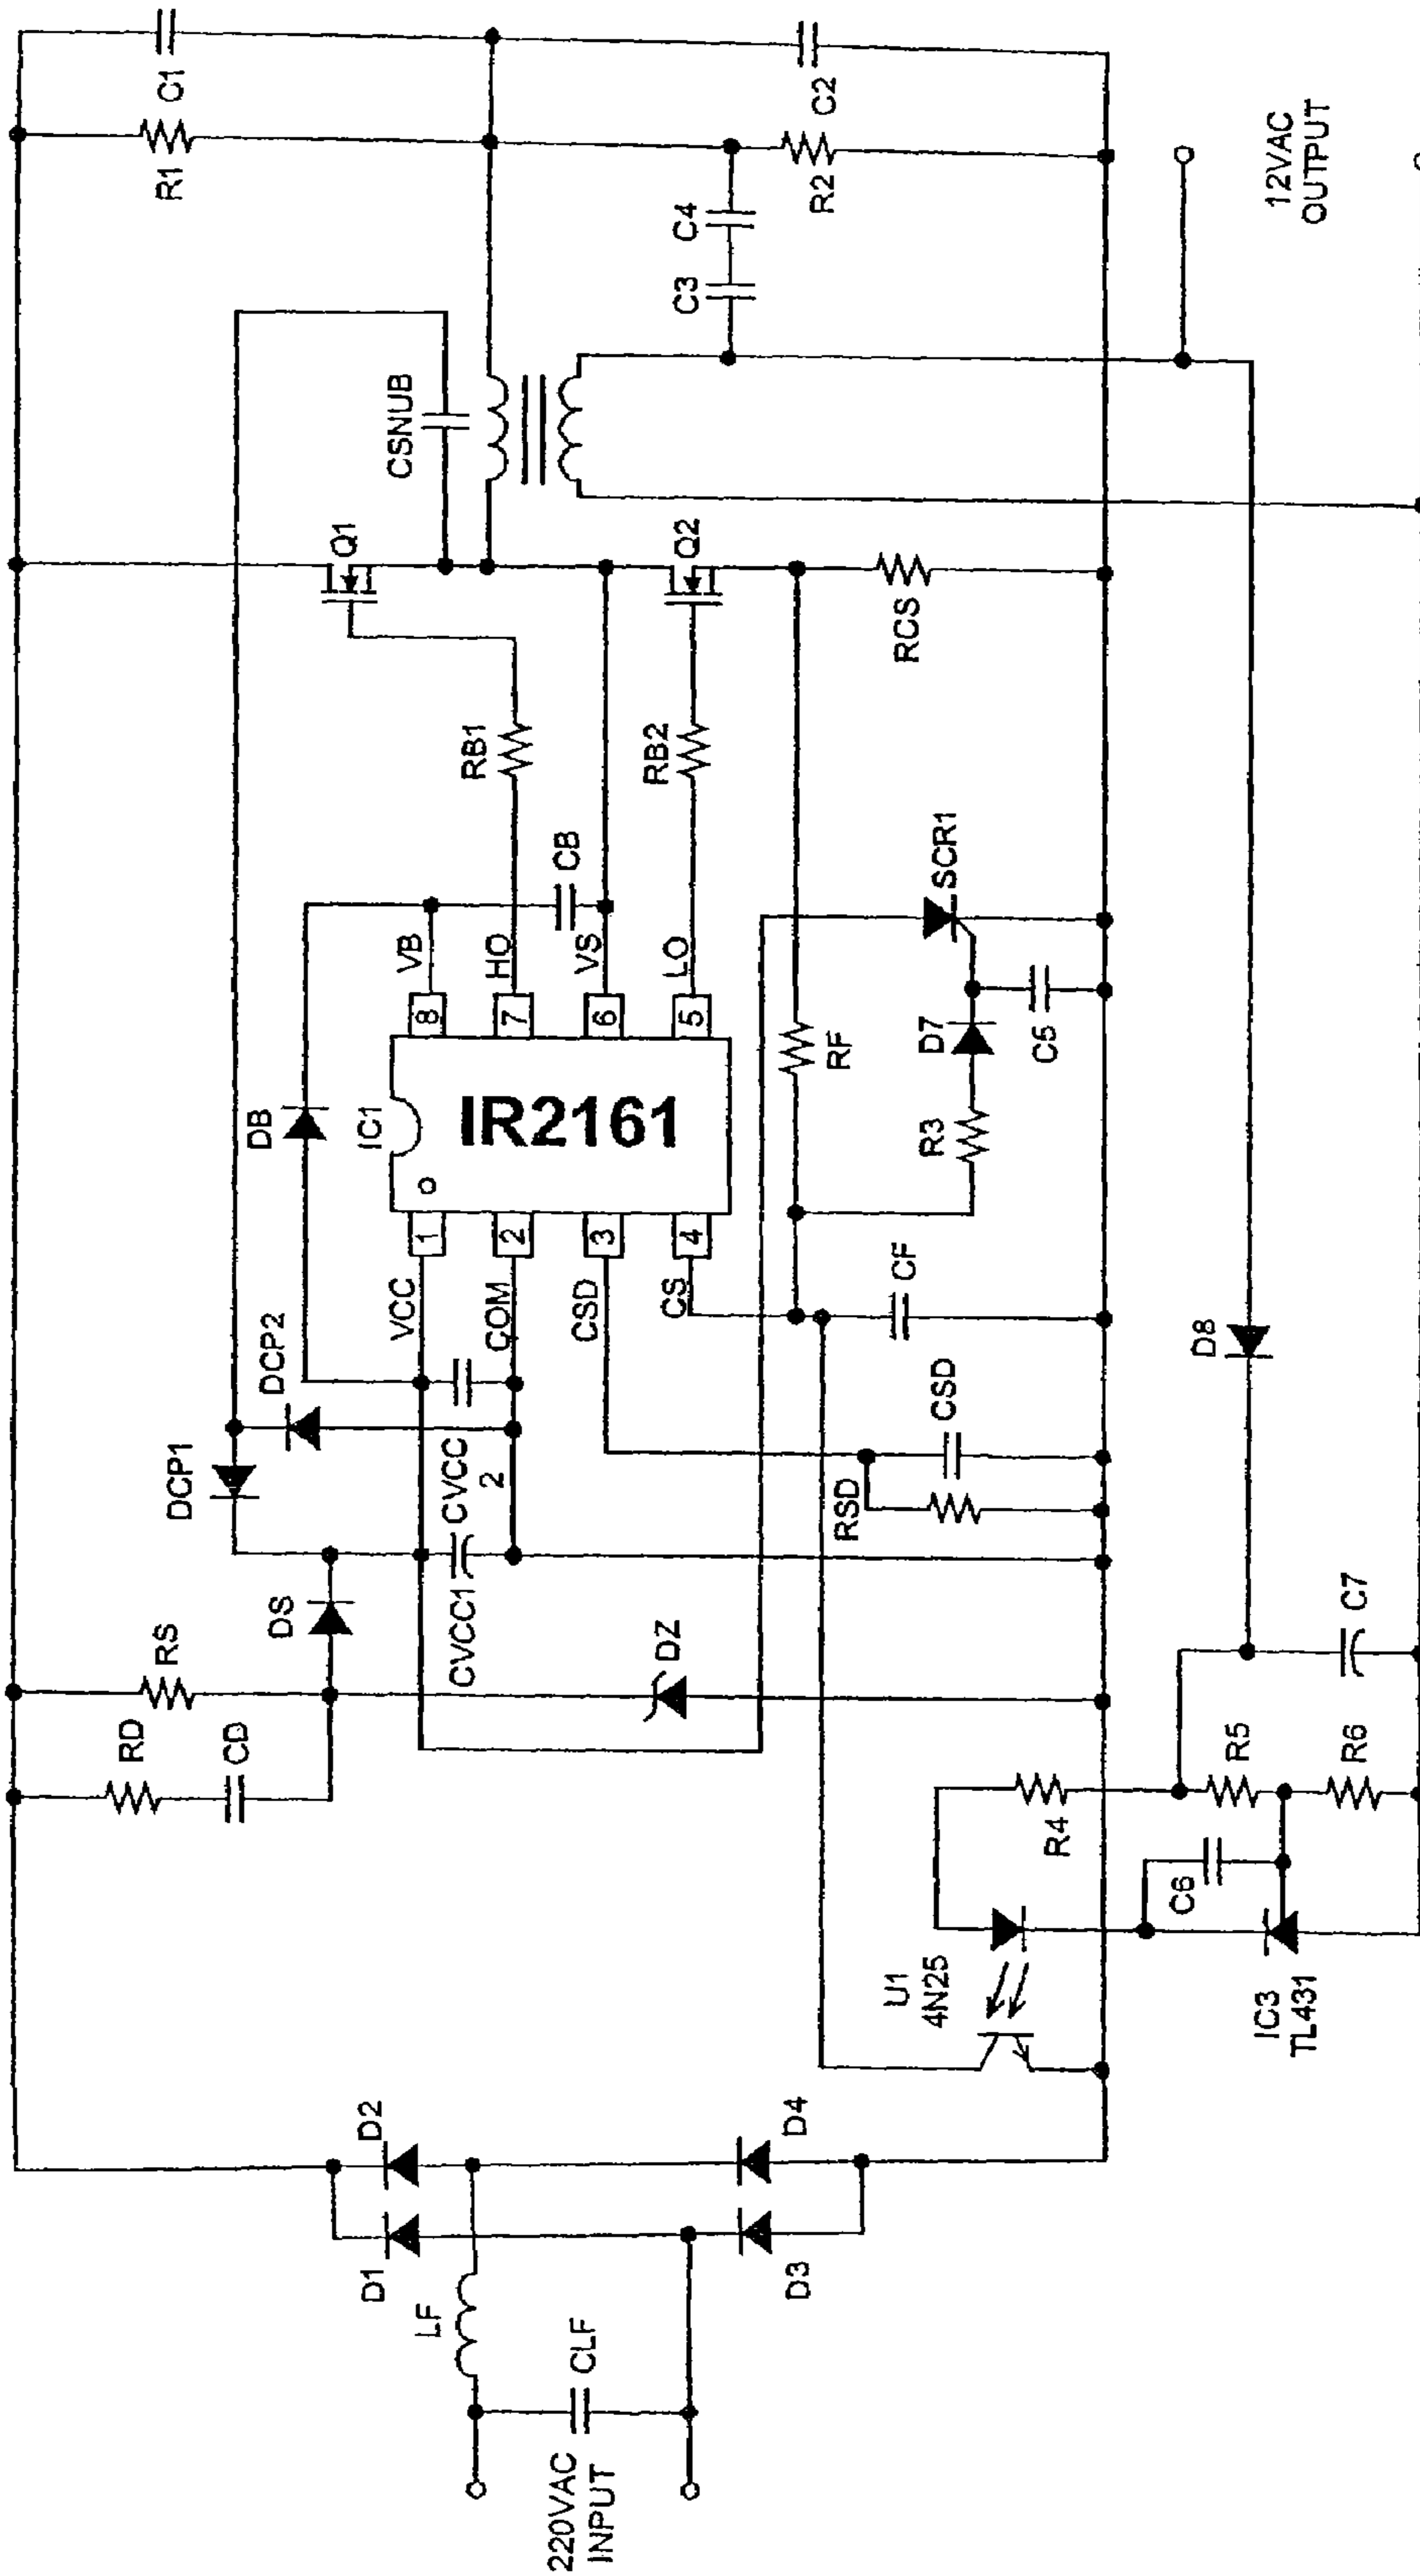 220VAC
INPUT
CLF
LF
D1
D2
D3
D4
RD
CD
RS
DS
DZ
DCP1
DCP2
CVCC1
CVCC
2
DB
IC1
IR2161
1
2
3
4
8
7
6
5
VCC
COM
CSD
CS
VB
HO
VS
LO
CB
RB1
RB2
Q1
Q2
CSNUB
R1
C1
C3
C4
R2
C2
RCS
RF
SCR1
D7
R3
C5
CF
CSD
RSD
U1
4N25
R4
R5
R6
C6
C7
IC3
TL431
D8
12VAC
OUTPUT